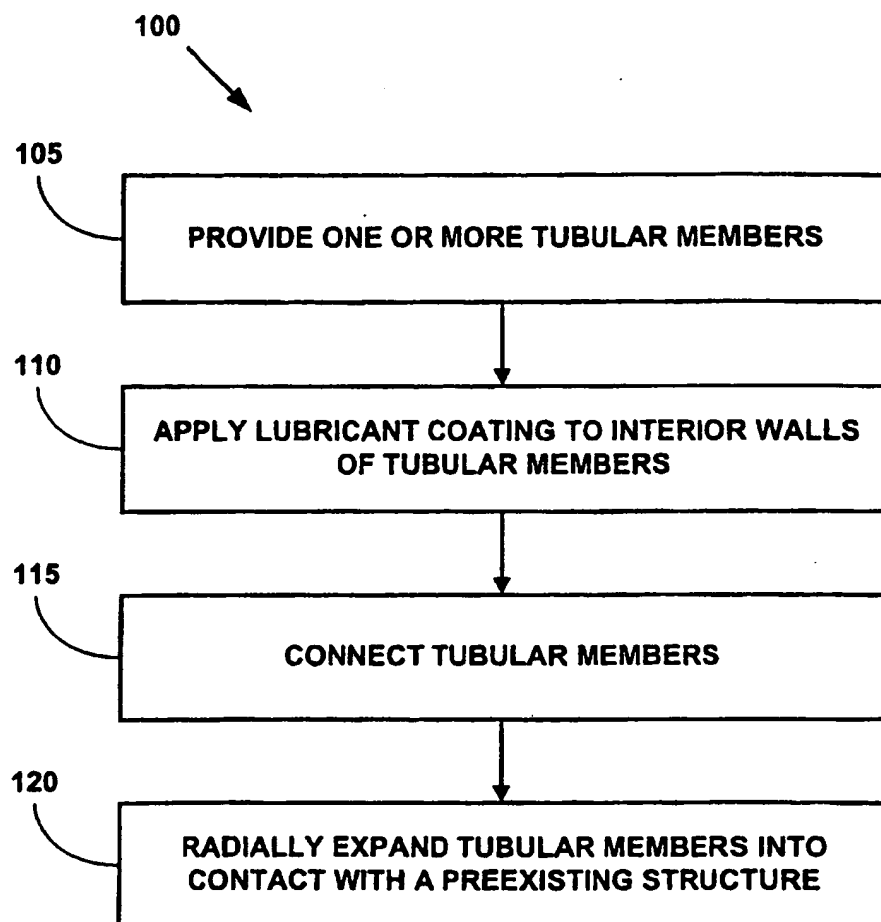 100
105
PROVIDE ONE OR MORE TUBULAR MEMBERS
110
APPLY LUBRICANT COATING TO INTERIOR WALLS
OF TUBULAR MEMBERS
115
CONNECT TUBULAR MEMBERS
120
RADIALLY EXPAND TUBULAR MEMBERS INTO
CONTACT WITH A PREEXISTING STRUCTURE